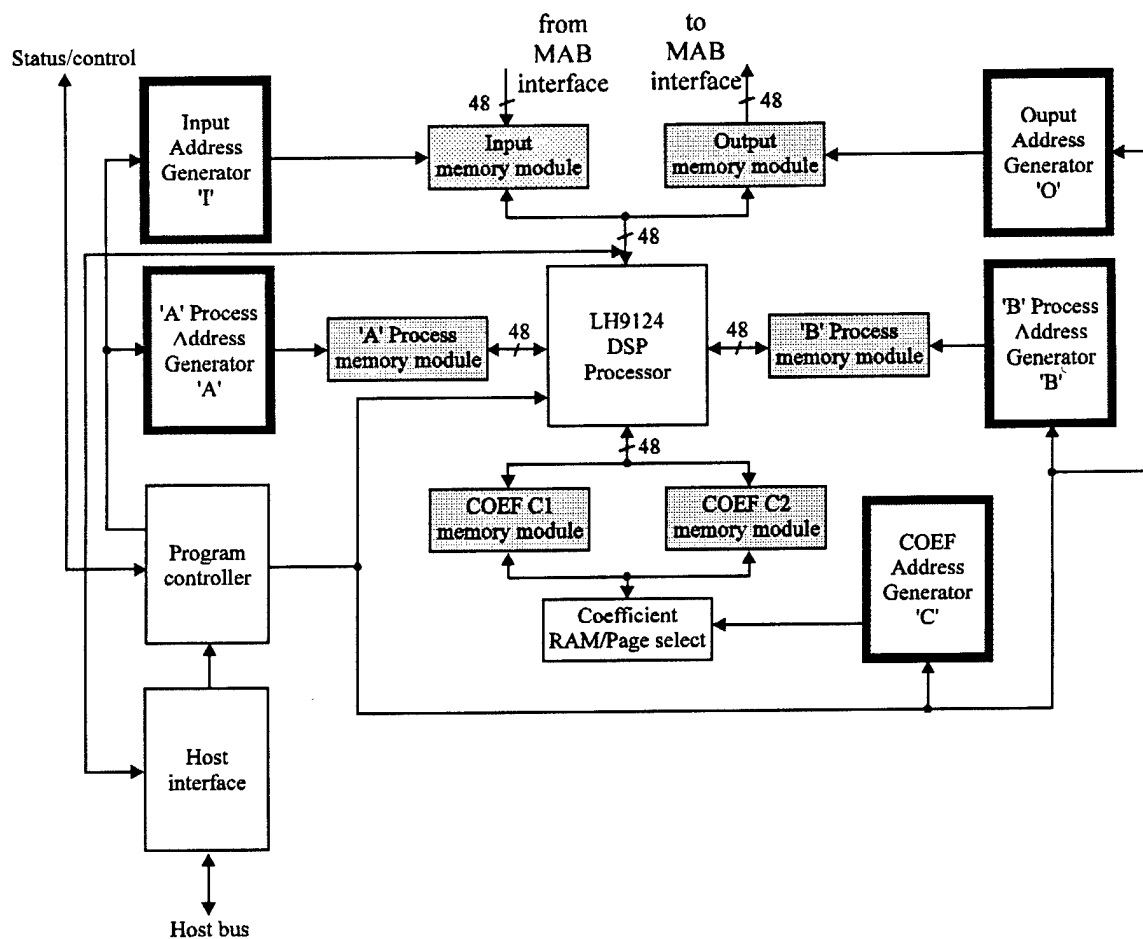 from
MAB
interface
to
MAB
interface
Status/control
48
48
Input
Address
Generator
'I'
Input
memory module
Output
memory module
Ouput
Address
Generator
'O'
48
'A' Process
Address
Generator
'A'
'A' Process
memory module
48
LH9124
DSP
Processor
48
'B' Process
memory module
'B' Process
Address
Generator
'B'
48
COEF C1
memory module
COEF C2
memory module
Program
controller
COEF
Address
Generator
'C'
Coefficient
RAM/Page select
Host
interface
Host bus